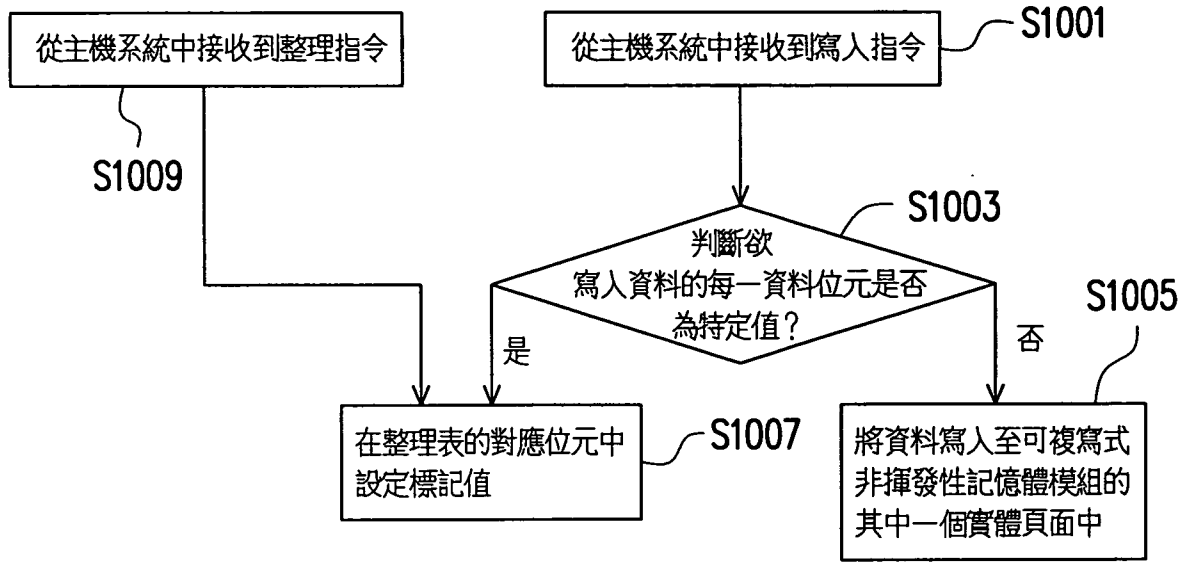 從主機系統中接收到整理指令
從主機系統中接收到寫入指令
S1001
S1009
S1003
判斷欲
寫入資料的每一資料位元是否
為特定值？
S1005
是
否
在整理表的對應位元中
設定標記值
S1007
將資料寫入至可複寫式
非揮發性記憶體模組的
其中一個實體頁面中